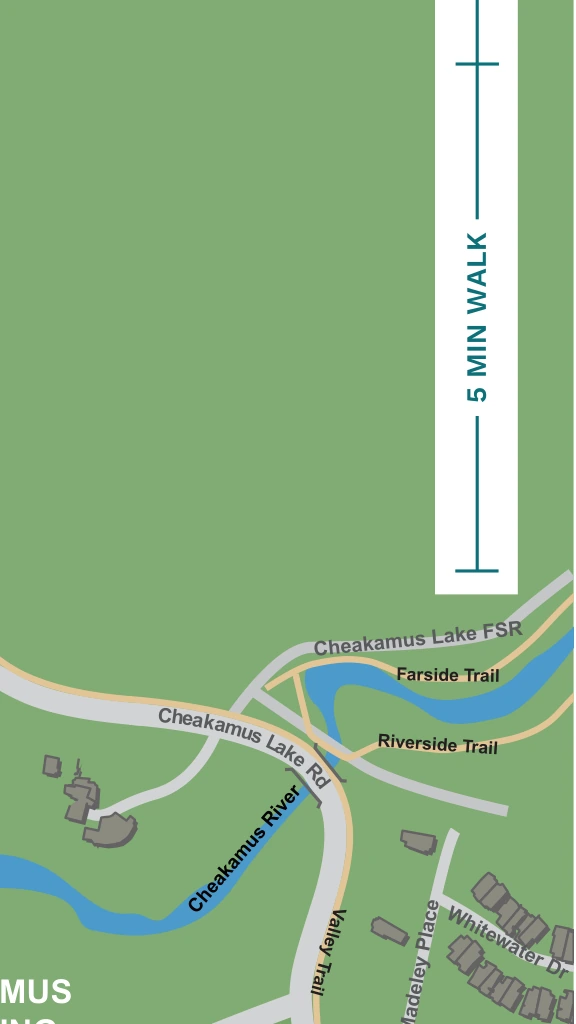 5 MIN WALK
Cheakamus Lake FSR
Farside Trail
Cheakamus Lake Rd
Riverside Trail
Cheakamus River
Valley Trail
Madeley Place
Whitewater Dr
MUS